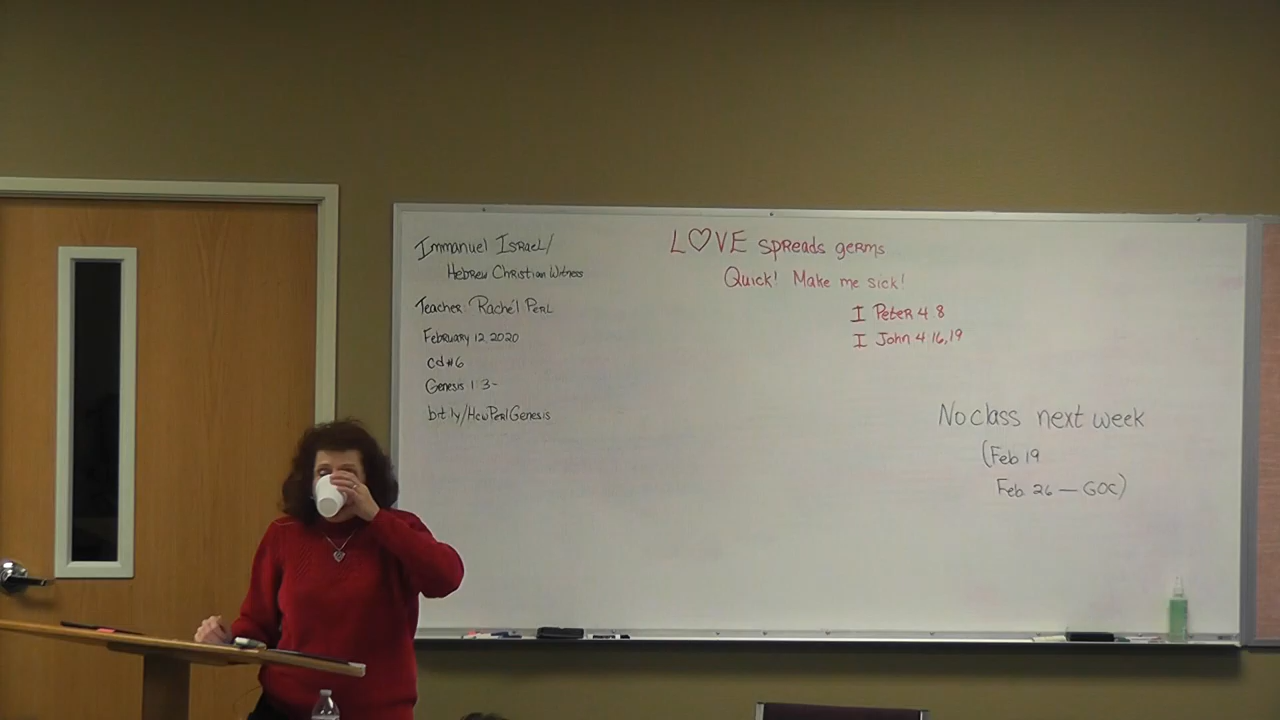 Immanuel Israel/
Hebrew Christian Witness
Teacher: Rachél Perl
February 12, 2020
cd#6
Genesis 1:3-
bit.ly/HcwPerlGenesis
L♡VE spreads germs
Quick! Make me sick!
I Peter 4:8
I John 4:16,19
No class next week
(Feb 19
Feb. 26 — GOC)